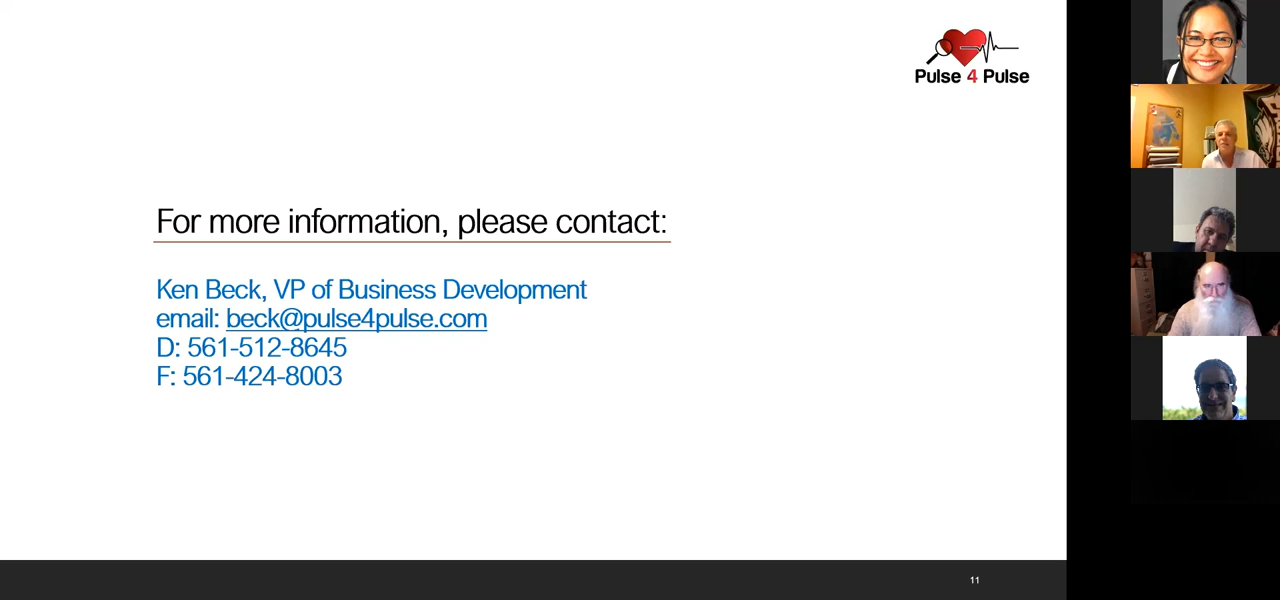 Pulse 4 Pulse
For more information, please contact:
Ken Beck, VP of Business Development
email: beck@pulse4pulse.com
D: 561-512-8645
F: 561-424-8003
11